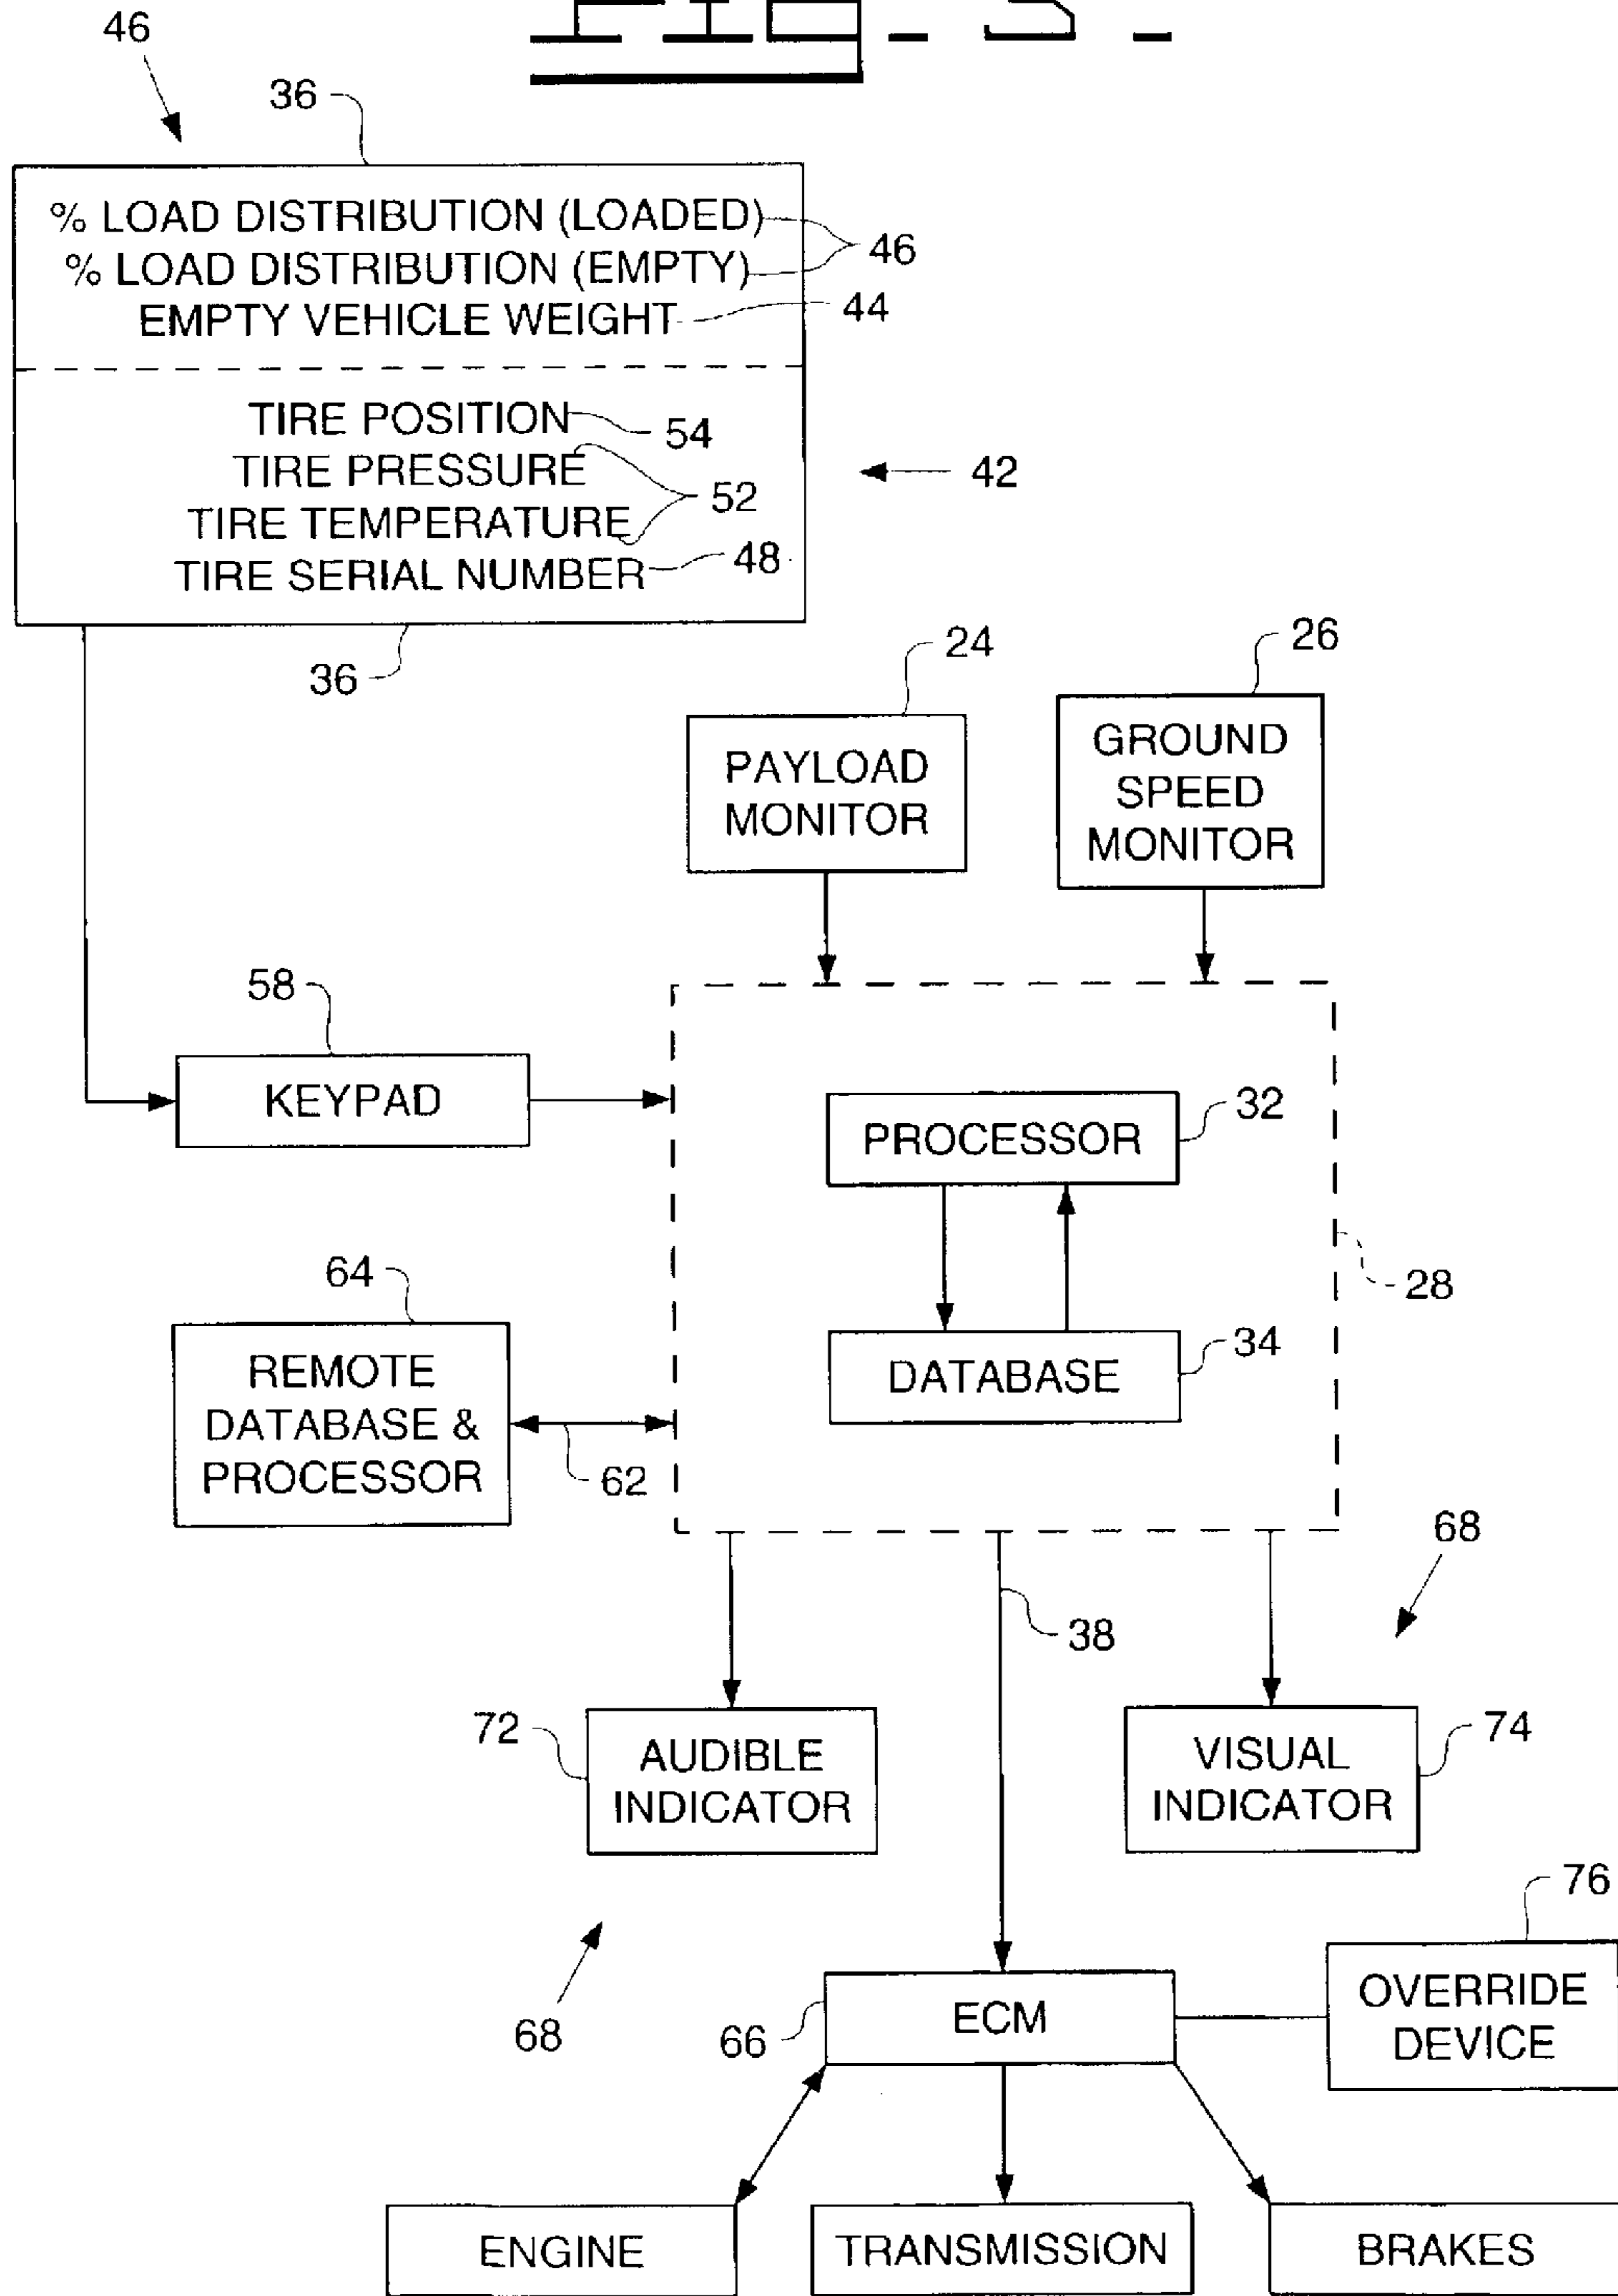 46
36
% LOAD DISTRIBUTION (LOADED)
% LOAD DISTRIBUTION (EMPTY)
46
EMPTY VEHICLE WEIGHT
44
TIRE POSITION
54
TIRE PRESSURE
42
52
TIRE TEMPERATURE
TIRE SERIAL NUMBER
48
36
24
26
PAYLOAD
MONITOR
GROUND
SPEED
MONITOR
58
KEYPAD
PROCESSOR
32
28
64
REMOTE
DATABASE &
PROCESSOR
62
DATABASE
34
68
38
72
AUDIBLE
INDICATOR
VISUAL
INDICATOR
74
76
68
66
ECM
OVERRIDE
DEVICE
ENGINE
TRANSMISSION
BRAKES